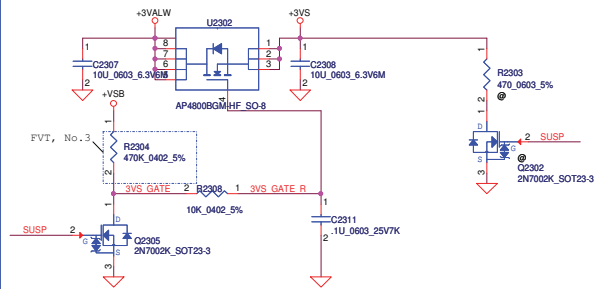 +3VALW
U2302
+3VS
1
C2307
10U_0603_6.3V6M
2
8
7
6
5
1
2
3
4
AP4800BGM-HF_SO-8
1
C2308
10U_0603_6.3V6M
2
1
R2303
470_0603_5%
@
2
+VSB
FVT, No.3
1
R2304
470K_0402_5%
2
1
D
2
SUSP
G
S
@
3
Q2302
2N7002K_SOT23-3
3VS_GATE
2
R2308
1
3VS_GATE_R
10K_0402_5%
1
C2311
.1U_0603_25V7K
2
1
D
SUSP
2
G
S
3
Q2305
2N7002K_SOT23-3